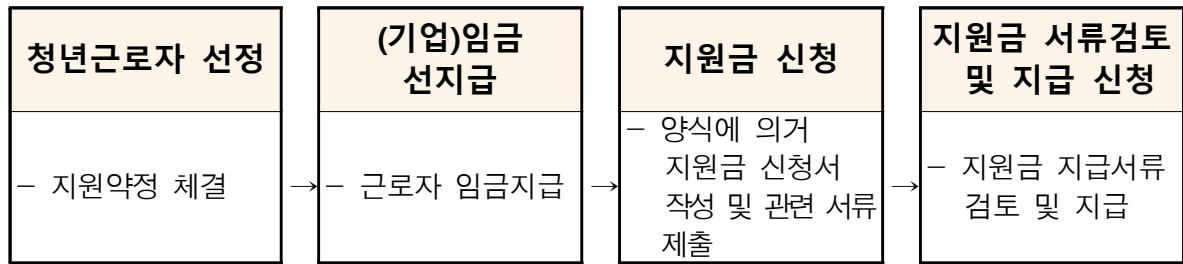 청년근로자 선정
– 지원약정 체결
→
(기업)임금
선지급
– 근로자 임금지급
→
지원금 신청
– 양식에 의거
지원금 신청서
작성 및 관련 서류
제출
→
지원금 서류검토
및 지급 신청
– 지원금 지급서류
검토 및 지급